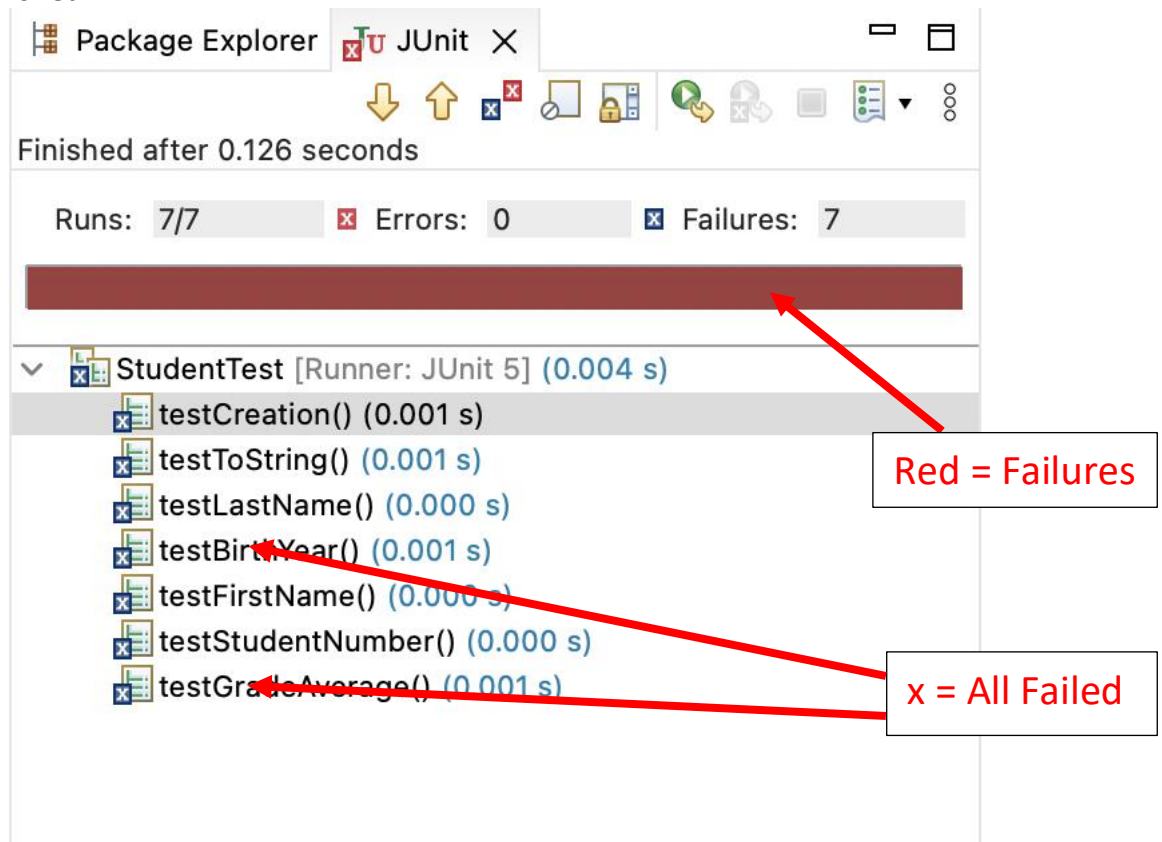 Package Explorer JUnit
Finished after 0.126 seconds
Runs: 7/7 Errors: 0 Failures: 7
StudentTest [Runner: JUnit 5] (0.004 s)
testCreation() (0.001 s)
testToString() (0.001 s)
testLastName() (0.000 s)
testBirthYear() (0.001 s)
testFirstName() (0.000 s)
testStudentNumber() (0.000 s)
testGradeAverage() (0.001 s)
Red = Failures
x = All Failed